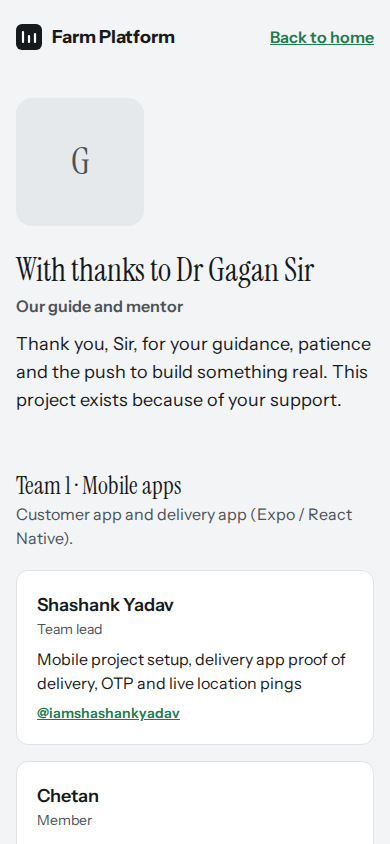 Farm Platform
Back to home
G
With thanks to Dr Gagan Sir
Our guide and mentor
Thank you, Sir, for your guidance, patience
and the push to build something real. This
project exists because of your support.
Team 1 · Mobile apps
Customer app and delivery app (Expo / React
Native).
Shashank Yadav
Team lead
Mobile project setup, delivery app proof of
delivery, OTP and live location pings
@iamshashankyadav
Chetan
Member